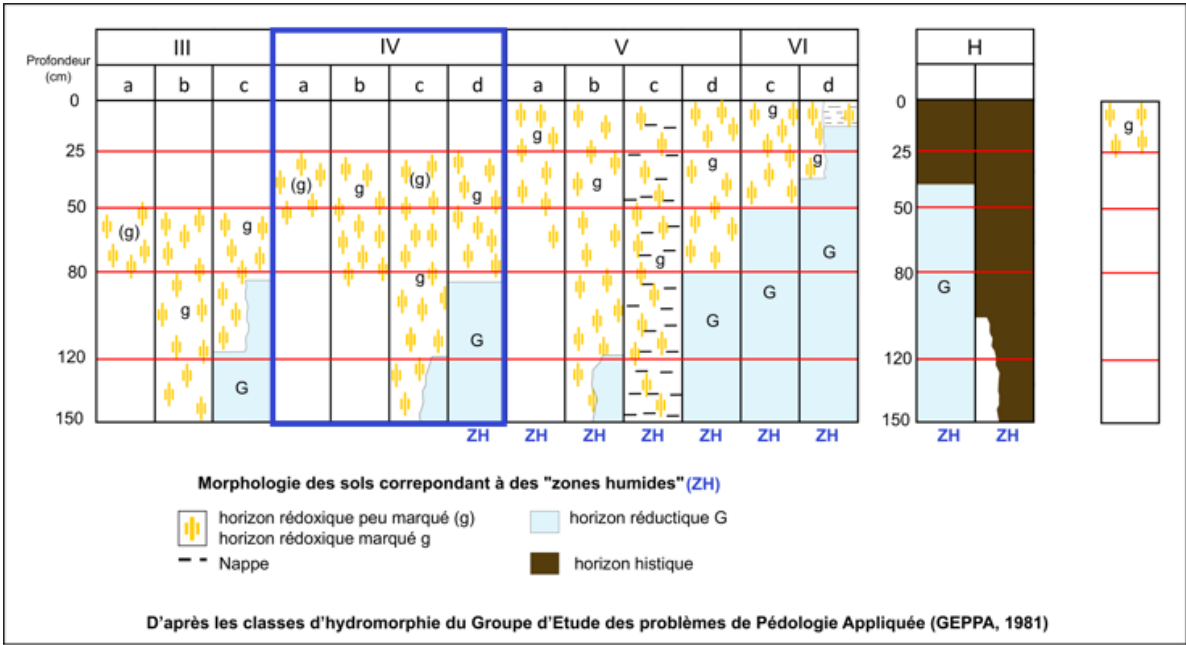 III IV V VI H
Profondeur
(cm)
a b c a b c d a b c d c d
0 0
g g g
25 25
(g) g (g) g g g g
50 50
(g) g g G
80 80
g g G G G
g G
120 120
G
150 150
ZH ZH ZH ZH ZH ZH ZH ZH ZH
Morphologie des sols correpondant à des "zones humides" (ZH)
horizon rédoxique peu marqué (g) horizon réductique G
horizon rédoxique marqué g
Nappe horizon histique
D'après les classes d'hydromorphie du Groupe d'Etude des problèmes de Pédologie Appliquée (GEPPA, 1981)